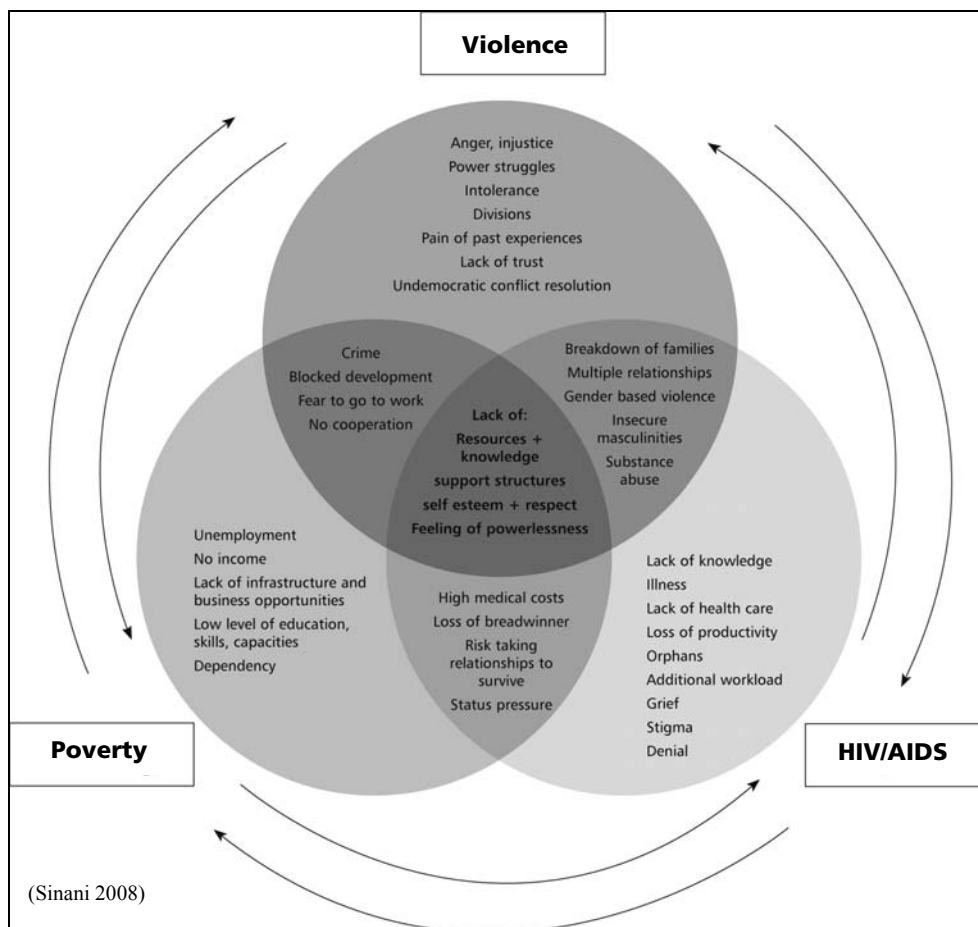 Violence
Anger, injustice
Power struggles
Intolerance
Divisions
Pain of past experiences
Lack of trust
Undemocratic conflict resolution
Crime
Blocked development
Fear to go to work
No cooperation
Breakdown of families
Multiple relationships
Gender based violence
Insecure
masculinities
Substance
abuse
Lack of:
Resources +
knowledge
support structures
self esteem + respect
Feeling of powerlessness
Unemployment
No income
Lack of infrastructure and
business opportunities
Low level of education,
skills, capacities
Dependency
High medical costs
Loss of breadwinner
Risk taking
relationships to
survive
Status pressure
Lack of knowledge
Illness
Lack of health care
Loss of productivity
Orphans
Additional workload
Grief
Stigma
Denial
Poverty
HIV/AIDS
(Sinani 2008)